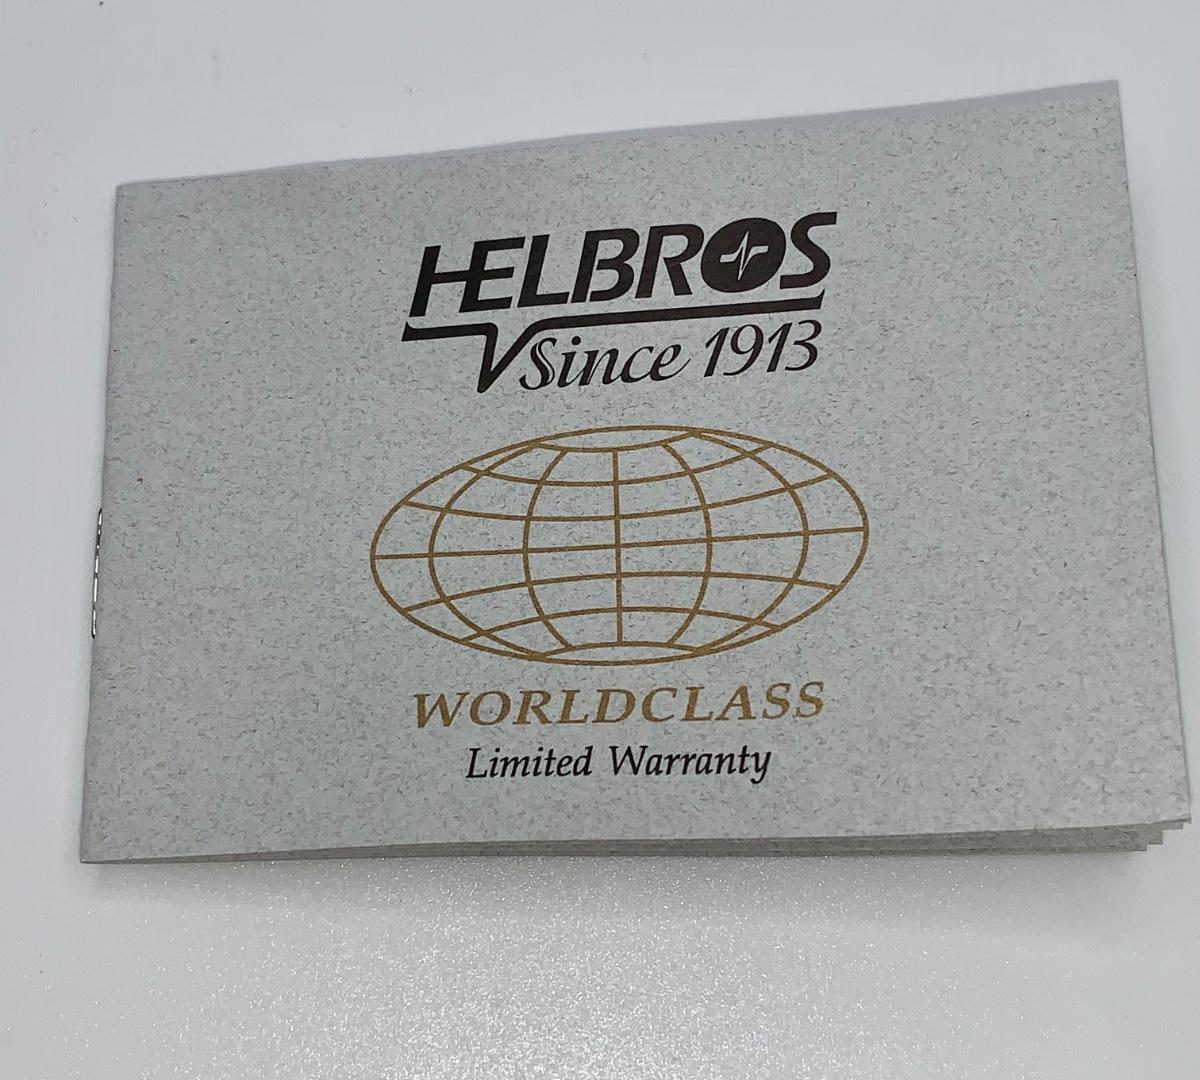 HELBROS
Since 1913
WORLDCLASS
Limited Warranty